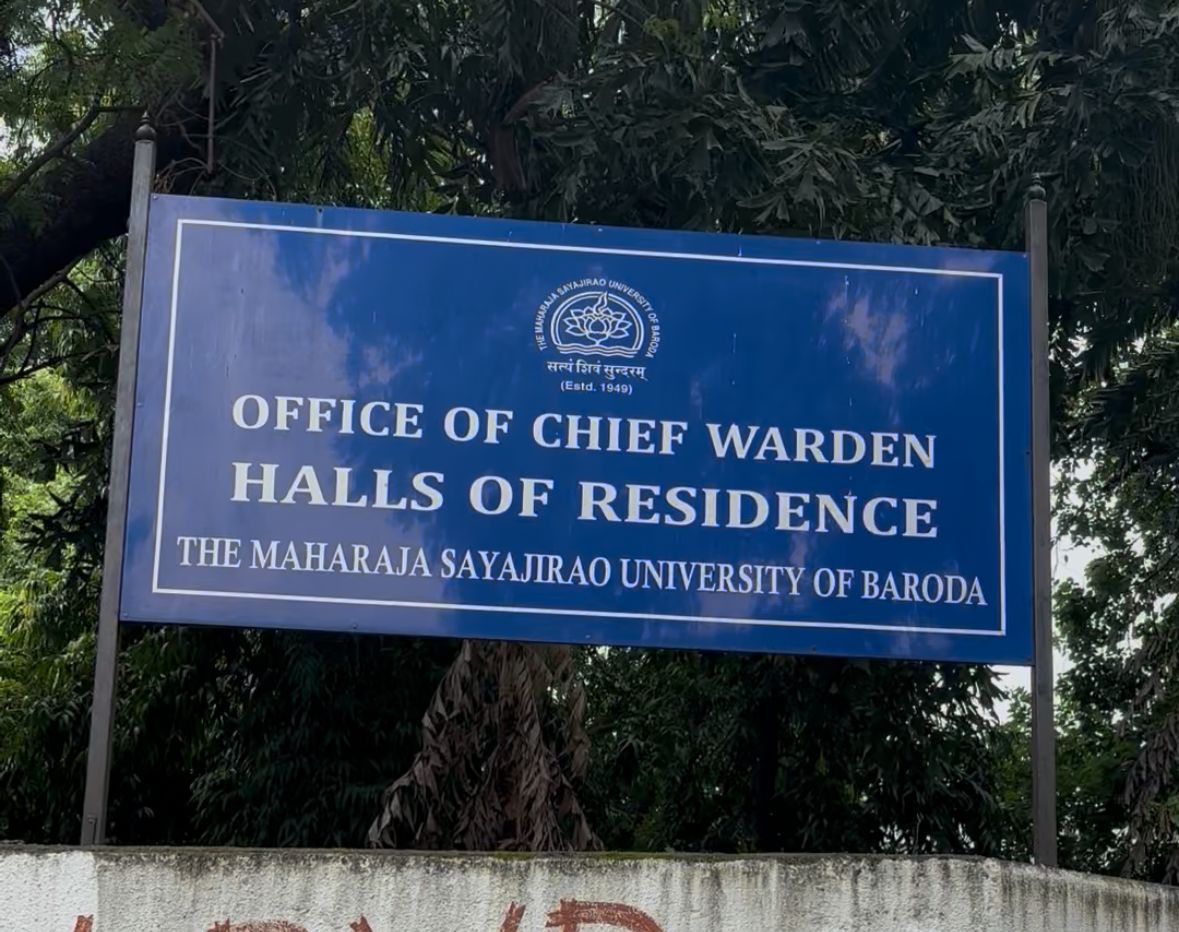 THE MAHARAJA SAYAJIRAO UNIVERSITY OF BARODA
सत्यं शिवं सुन्दरम्
(Estd. 1949)
OFFICE OF CHIEF WARDEN
HALLS OF RESIDENCE
THE MAHARAJA SAYAJIRAO UNIVERSITY OF BARODA